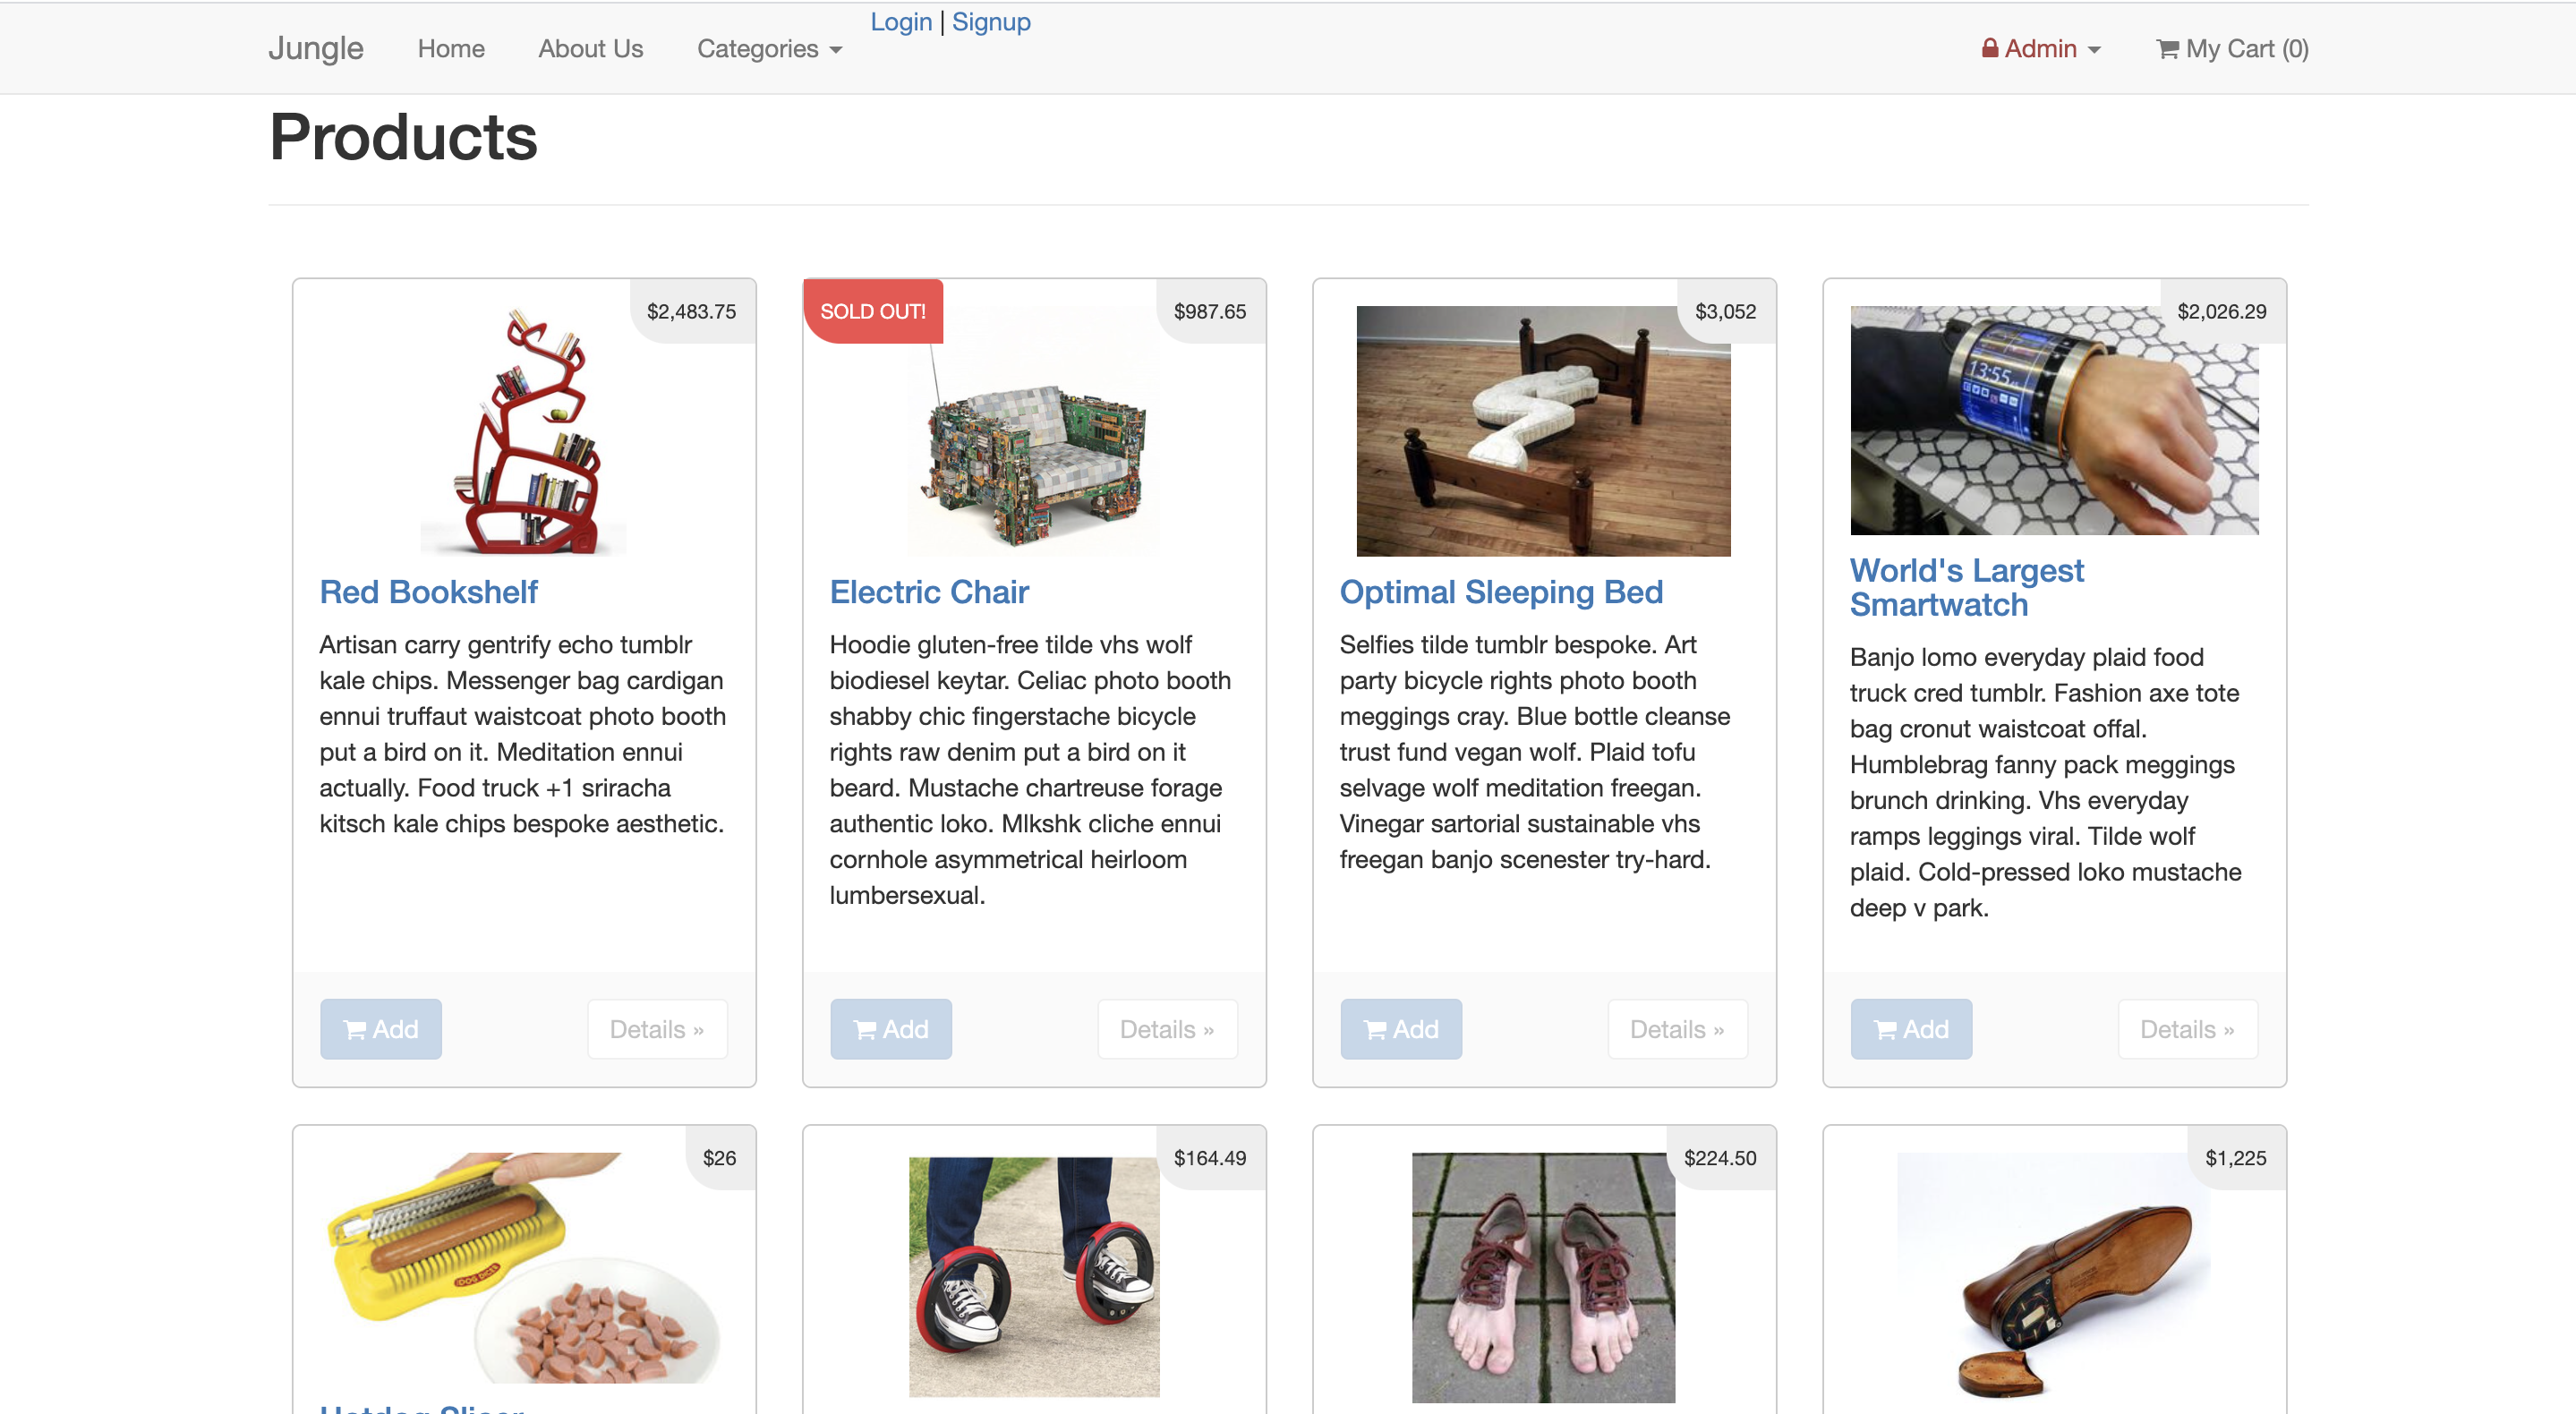 Login | Signup
Jungle Home About Us Categories Admin My Cart (0)
Products
$2,483.75
SOLD OUT! $987.65
$3,052
$2,026.29
13:55
Red Bookshelf
Artisan carry gentrify echo tumblr
kale chips. Messenger bag cardigan
ennui truffaut waistcoat photo booth
put a bird on it. Meditation ennui
actually. Food truck +1 sriracha
kitsch kale chips bespoke aesthetic.
Add Details »
Electric Chair
Hoodie gluten-free tilde vhs wolf
biodiesel keytar. Celiac photo booth
shabby chic fingerstache bicycle
rights raw denim put a bird on it
beard. Mustache chartreuse forage
authentic loko. Mlkshk cliche ennui
cornhole asymmetrical heirloom
lumbersexual.
Add Details »
Optimal Sleeping Bed
Selfies tilde tumblr bespoke. Art
party bicycle rights photo booth
meggings cray. Blue bottle cleanse
trust fund vegan wolf. Plaid tofu
selvage wolf meditation freegan.
Vinegar sartorial sustainable vhs
freegan banjo scenester try-hard.
Add Details »
World's Largest
Smartwatch
Banjo lomo everyday plaid food
truck cred tumblr. Fashion axe tote
bag cronut waistcoat offal.
Humblebrag fanny pack meggings
brunch drinking. Vhs everyday
ramps leggings viral. Tilde wolf
plaid. Cold-pressed loko mustache
deep v park.
Add Details »
$26
$164.49
$224.50
$1,225
DOG DICER
Hotdog Slicer